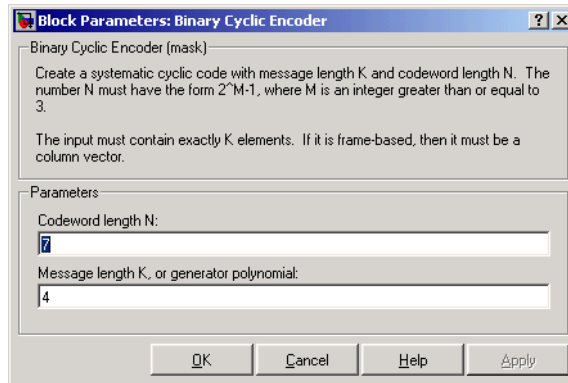 Block Parameters: Binary Cyclic Encoder
Binary Cyclic Encoder (mask)
Create a systematic cyclic code with message length K and codeword length N. The
number N must have the form 2^M-1, where M is an integer greater than or equal to
3.
The input must contain exactly K elements. If it is frame-based, then it must be a
column vector.
Parameters
Codeword length N:
7
Message length K, or generator polynomial:
4
OK Cancel Help Apply